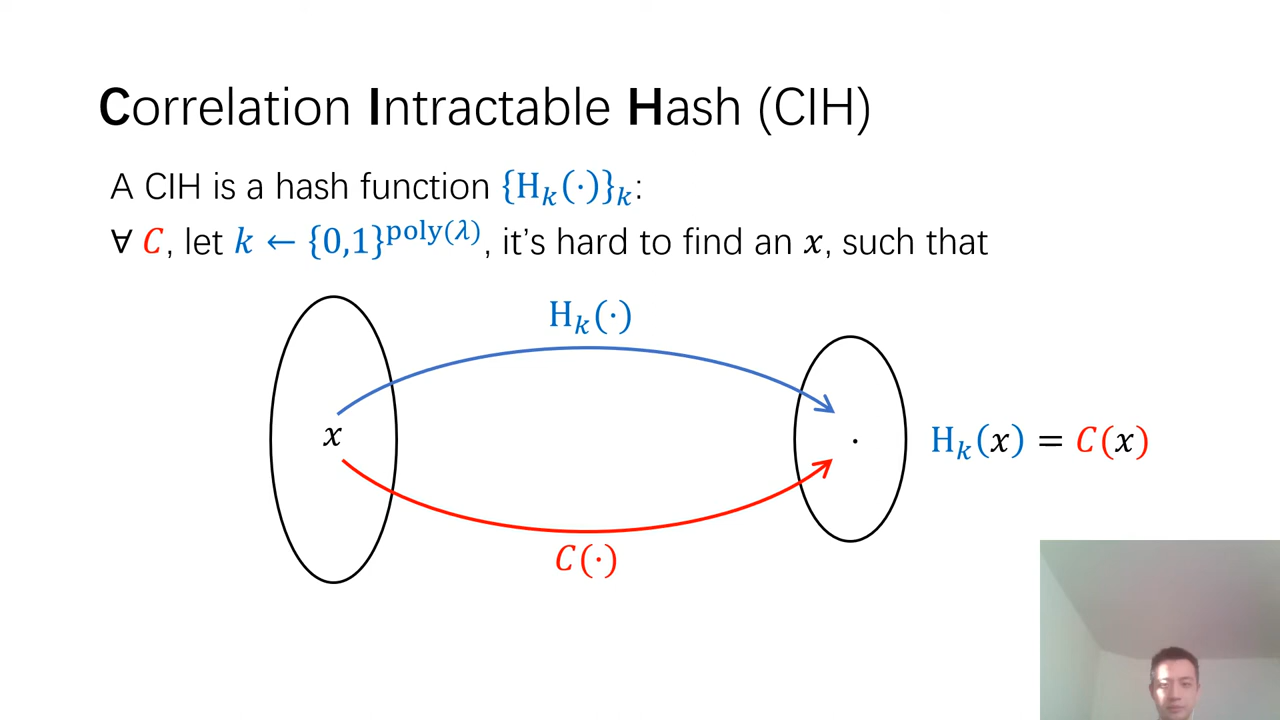 Correlation Intractable Hash (CIH)
A CIH is a hash function {H_k(·)}_k:
∀ C, let k ← {0,1}^poly(λ), it's hard to find an x, such that
H_k(·)
x
· H_k(x) = C(x)
C(·)